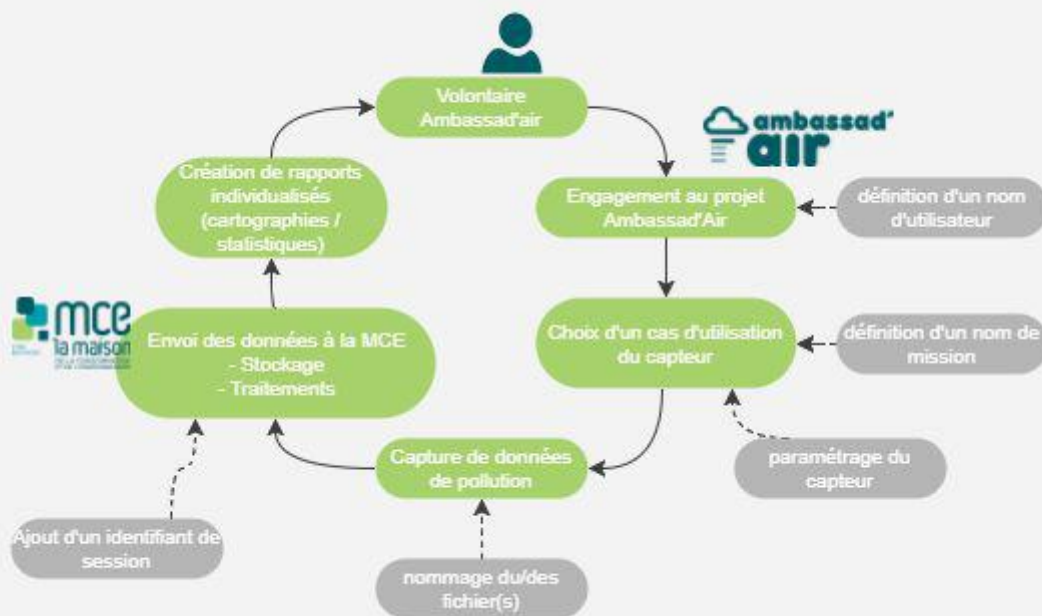 Volontaire
Ambassad'air
ambassad'
air
Création de rapports
individualisés
(cartographies /
statistiques)
Engagement au projet
Ambassad'Air
définition d'un nom
d'utilisateur
mce
la maison
Envoi des données à la MCE
- Stockage
- Traitements
Choix d'un cas d'utilisation
du capteur
définition d'un nom de
mission
Capture de données
de pollution
paramétrage du
capteur
Ajout d'un identifiant de
session
nommage du/des
fichier(s)